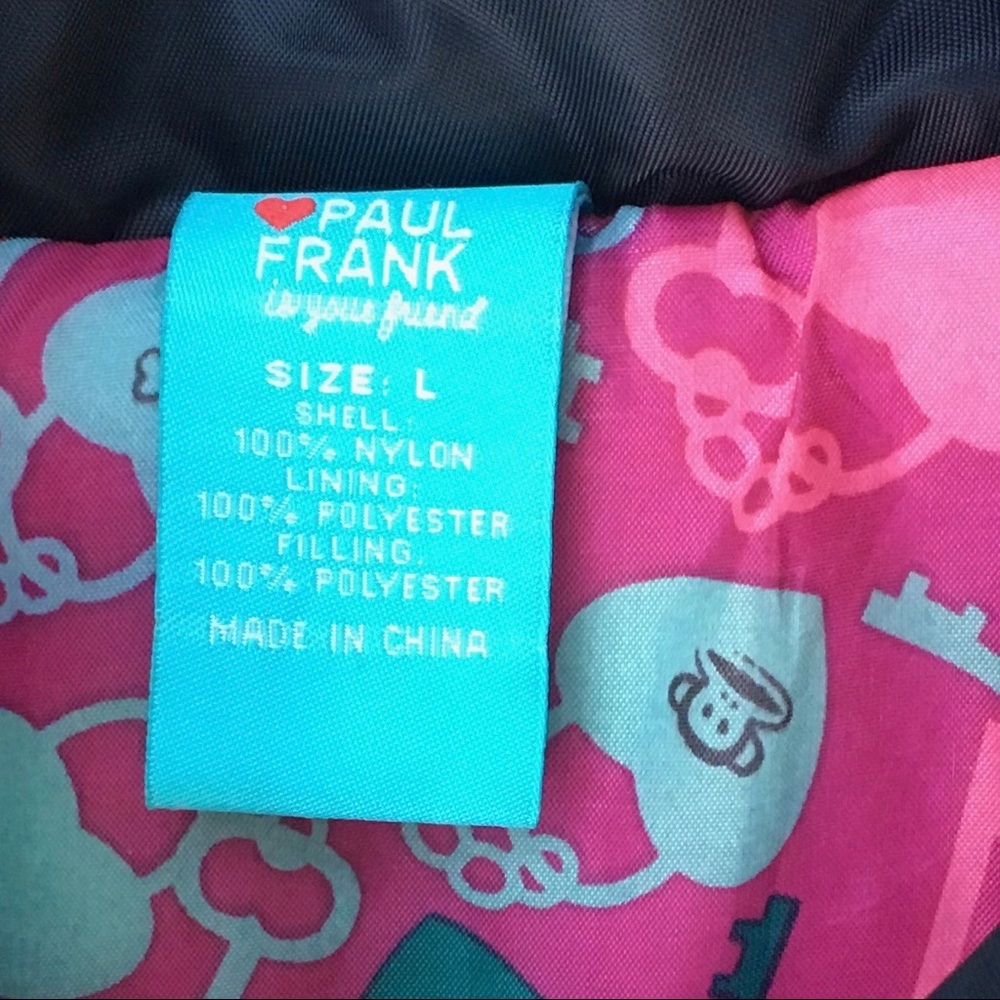 PAUL
FRANK
is your friend
SIZE: L
SHELL:
100% NYLON
LINING:
100% POLYESTER
FILLING:
100% POLYESTER
MADE IN CHINA